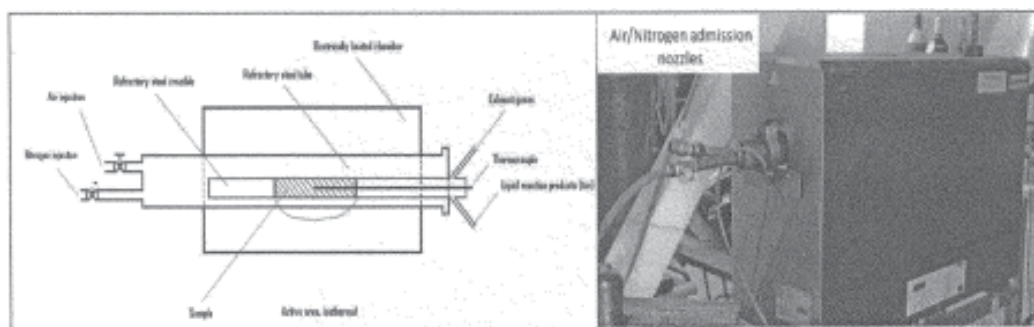 Electrically heated chamber
Refractory steel tube
Refractory steel crucible
Air injection
Nitrogen injection
Exhaust gases
Thermocouple
Liquid reaction products (tar)
Sample
Active area, isothermal
Air/Nitrogen admission
nozzles